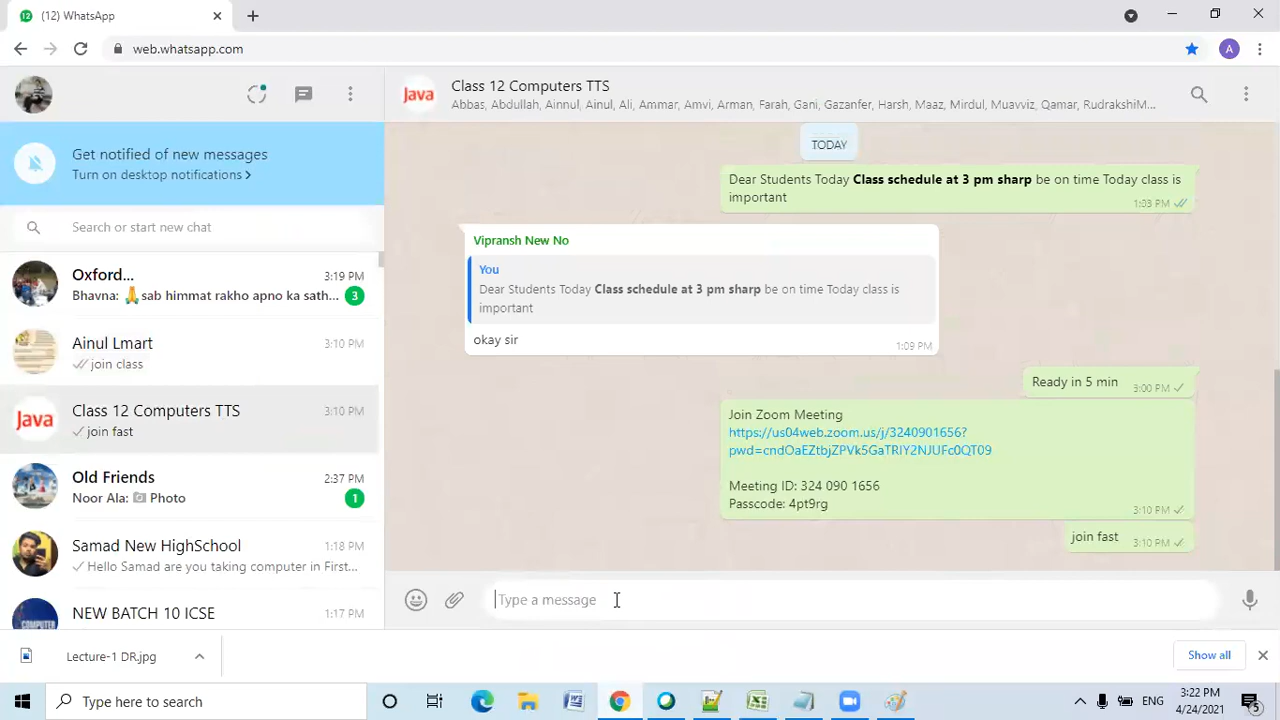 12 (12) WhatsApp
web.whatsapp.com
A
Get notified of new messages
Turn on desktop notifications >
Search or start new chat
Oxford... 3:19 PM
Bhavna: 🙏sab himmat rakho apno ka sath... 3
Ainul Lmart 3:10 PM
join class
Java Class 12 Computers TTS 3:10 PM
join fast
Old Friends 2:37 PM
Noor Ala: Photo 1
Samad New HighSchool 1:18 PM
Hello Samad are you taking computer in First...
NEW BATCH 10 ICSE 1:17 PM
Java Class 12 Computers TTS
Abbas, Abdullah, Ainnul, Ainul, Ali, Ammar, Amvi, Arman, Farah, Gani, Gazanfer, Harsh, Maaz, Mirdul, Muavviz, Qamar, RudrakshiM...
TODAY
Dear Students Today Class schedule at 3 pm sharp be on time Today class is
important
1:03 PM
Vipransh New No
You
Dear Students Today Class schedule at 3 pm sharp be on time Today class is
important
okay sir
1:09 PM
Ready in 5 min 3:00 PM
Join Zoom Meeting
https://us04web.zoom.us/j/3240901656?
pwd=cndOaEZtbjZPVk5GaTRIY2NJUFc0QT09
Meeting ID: 324 090 1656
Passcode: 4pt9rg
3:10 PM
join fast 3:10 PM
Type a message
Lecture-1 DR.jpg
Show all
Type here to search
ENG
3:22 PM
4/24/2021
5